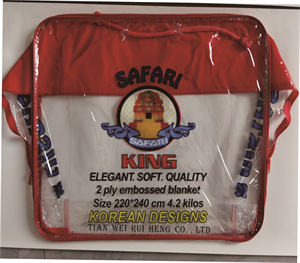 SAFARI
SAFARI
KING
ELEGANT. SOFT. QUALITY
2 ply embossed blanket
Size 220*240 cm 4.2 kilos
KOREAN DESIGNS
TIAN WEI RUI HENG CO., LTD